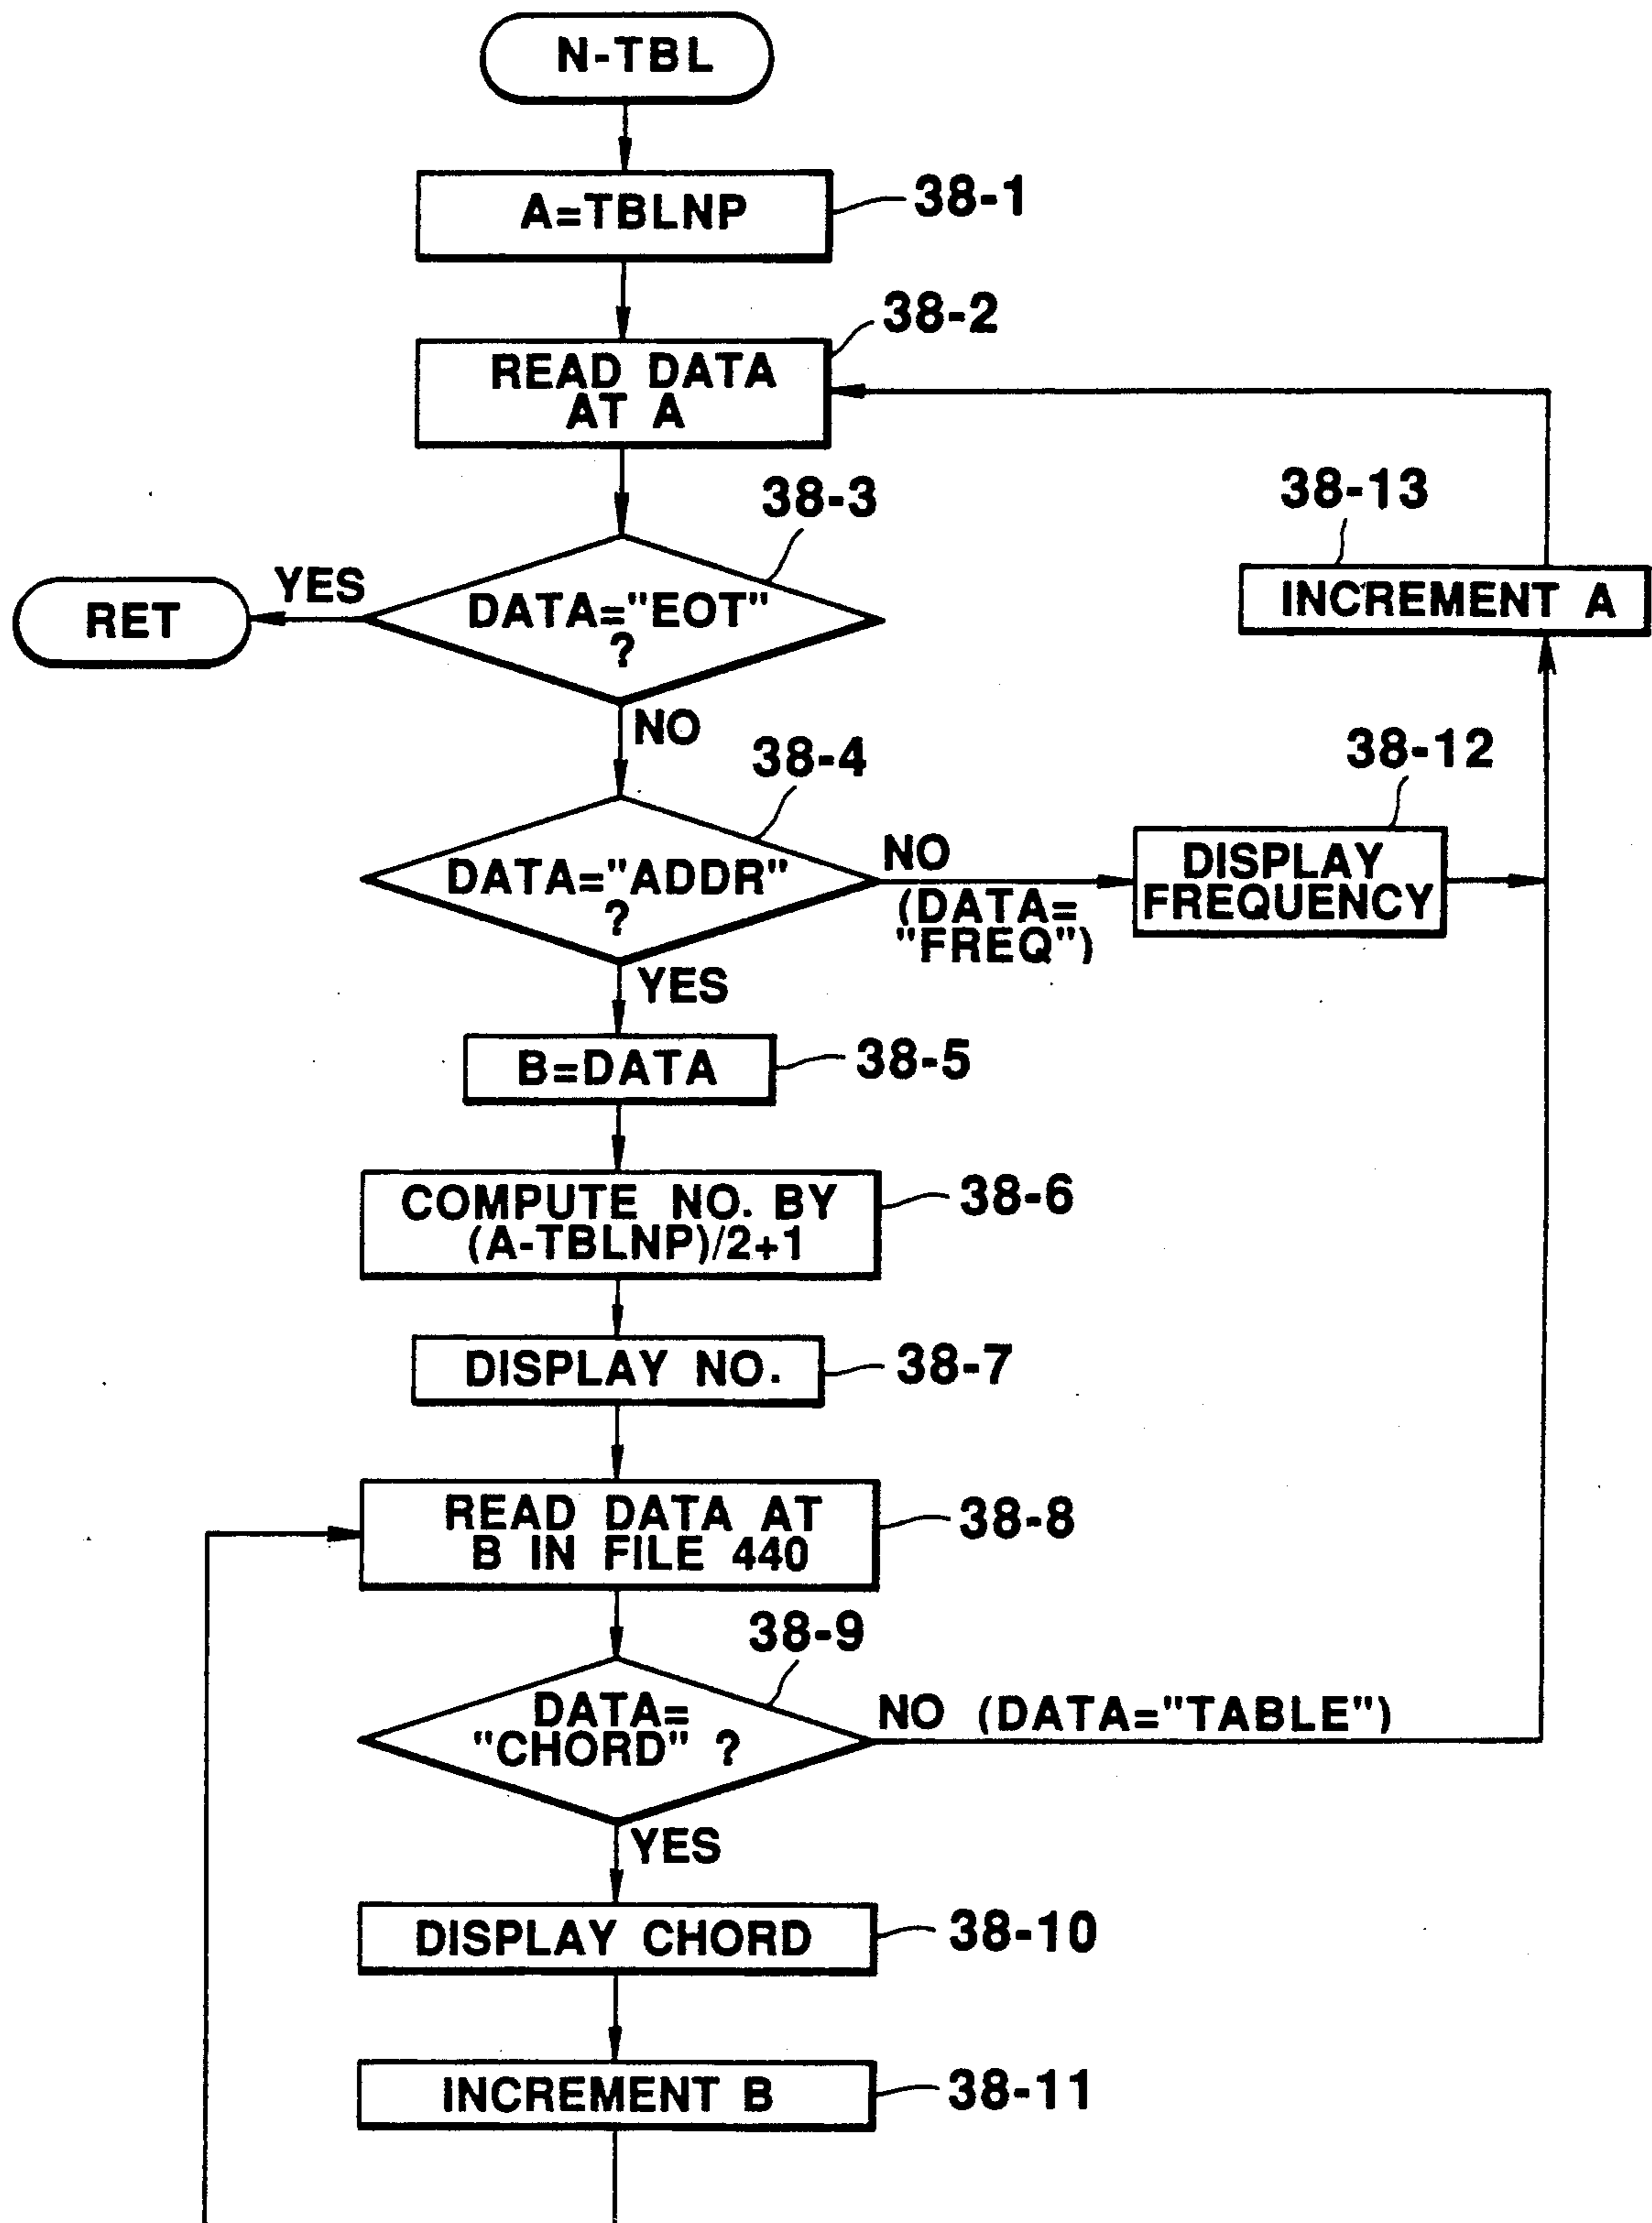 N-TBL
A=TBLNP
38-1
38-2
READ DATA
AT A
38-3
38-13
YES
RET
DATA="EOT"
?
INCREMENT A
NO
38-4
38-12
DATA="ADDR"
?
NO
(DATA=
"FREQ")
DISPLAY
FREQUENCY
YES
B=DATA
38-5
COMPUTE NO. BY
(A-TBLNP)/2+1
38-6
DISPLAY NO.
38-7
READ DATA AT
B IN FILE 440
38-8
38-9
DATA=
"CHORD" ?
NO (DATA="TABLE")
YES
DISPLAY CHORD
38-10
INCREMENT B
38-11